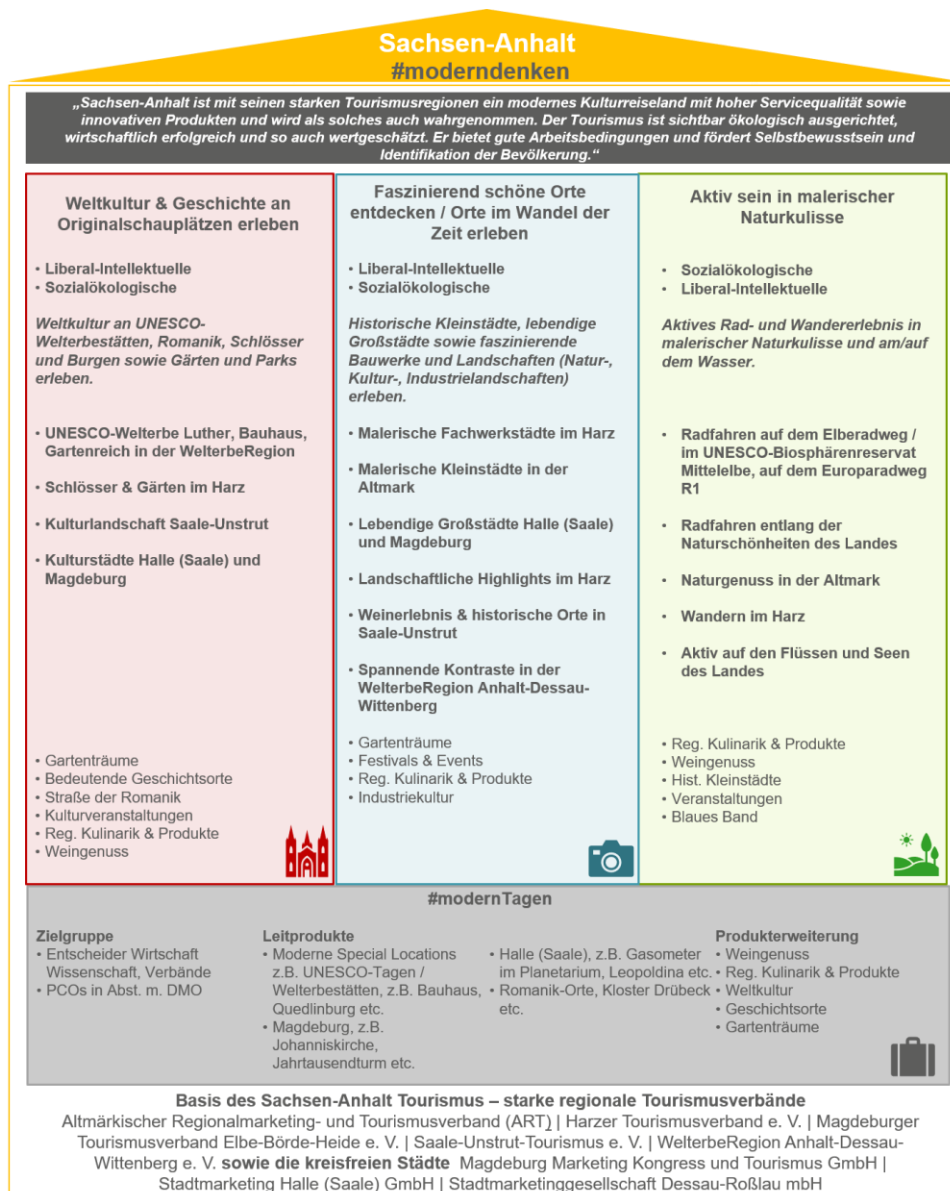 Sachsen-Anhalt
#moderndenken
„Sachsen-Anhalt ist mit seinen starken Tourismusregionen ein modernes Kulturreiseland mit hoher Servicequalität sowie
innovativen Produkten und wird als solches auch wahrgenommen. Der Tourismus ist sichtbar ökologisch ausgerichtet,
wirtschaftlich erfolgreich und so auch wertgeschätzt. Er bietet gute Arbeitsbedingungen und fördert Selbstbewusstsein und
Identifikation der Bevölkerung.“
Weltkultur & Geschichte an
Originalschauplätzen erleben
• Liberal-Intellektuelle
• Sozialökologische
Weltkultur an UNESCO-
Welterbestätten, Romanik, Schlösser
und Burgen sowie Gärten und Parks
erleben.
• UNESCO-Welterbe Luther, Bauhaus,
Gartenreich in der WelterbeRegion
• Schlösser & Gärten im Harz
• Kulturlandschaft Saale-Unstrut
• Kulturstädte Halle (Saale) und
Magdeburg
• Gartenträume
• Bedeutende Geschichtsorte
• Straße der Romanik
• Kulturveranstaltungen
• Reg. Kulinarik & Produkte
• Weingenuss
Faszinierend schöne Orte
entdecken / Orte im Wandel der
Zeit erleben
• Liberal-Intellektuelle
• Sozialökologische
Historische Kleinstädte, lebendige
Großstädte sowie faszinierende
Bauwerke und Landschaften (Natur-,
Kultur-, Industrielandschaften)
erleben.
• Malerische Fachwerkstädte im Harz
• Malerische Kleinstädte in der
Altmark
• Lebendige Großstädte Halle (Saale)
und Magdeburg
• Landschaftliche Highlights im Harz
• Weinerlebnis & historische Orte in
Saale-Unstrut
• Spannende Kontraste in der
WelterbeRegion Anhalt-Dessau-
Wittenberg
• Gartenträume
• Festivals & Events
• Reg. Kulinarik & Produkte
• Industriekultur
Aktiv sein in malerischer
Naturkulisse
• Sozialökologische
• Liberal-Intellektuelle
Aktives Rad- und Wandererlebnis in
malerischer Naturkulisse und am/auf
dem Wasser.
• Radfahren auf dem Elberadweg /
im UNESCO-Biosphärenreservat
Mittelelbe, auf dem Europaradweg
R1
• Radfahren entlang der
Naturschönheiten des Landes
• Naturgenuss in der Altmark
• Wandern im Harz
• Aktiv auf den Flüssen und Seen
des Landes
• Reg. Kulinarik & Produkte
• Weingenuss
• Hist. Kleinstädte
• Veranstaltungen
• Blaues Band
#modernTagen
Zielgruppe
• Entscheider Wirtschaft
Wissenschaft, Verbände
• PCOs in Abst. m. DMO
Leitprodukte
• Moderne Special Locations
z.B. UNESCO-Tagen /
Welterbestätten, z.B. Bauhaus,
Quedlinburg etc.
• Magdeburg, z.B.
Johanniskirche,
Jahrtausendturm etc.
• Halle (Saale), z.B. Gasometer
im Planetarium, Leopoldina etc.
• Romanik-Orte, Kloster Drübeck
etc.
Produkterweiterung
• Weingenuss
• Reg. Kulinarik & Produkte
• Weltkultur
• Geschichtsorte
• Gartenträume
Basis des Sachsen-Anhalt Tourismus – starke regionale Tourismusverbände
Altmärkischer Regionalmarketing- und Tourismusverband (ART) | Harzer Tourismusverband e. V. | Magdeburger
Tourismusverband Elbe-Börde-Heide e. V. | Saale-Unstrut-Tourismus e. V. | WelterbeRegion Anhalt-Dessau-
Wittenberg e. V. sowie die kreisfreien Städte Magdeburg Marketing Kongress und Tourismus GmbH |
Stadtmarketing Halle (Saale) GmbH | Stadtmarketinggesellschaft Dessau-Roßlau mbH